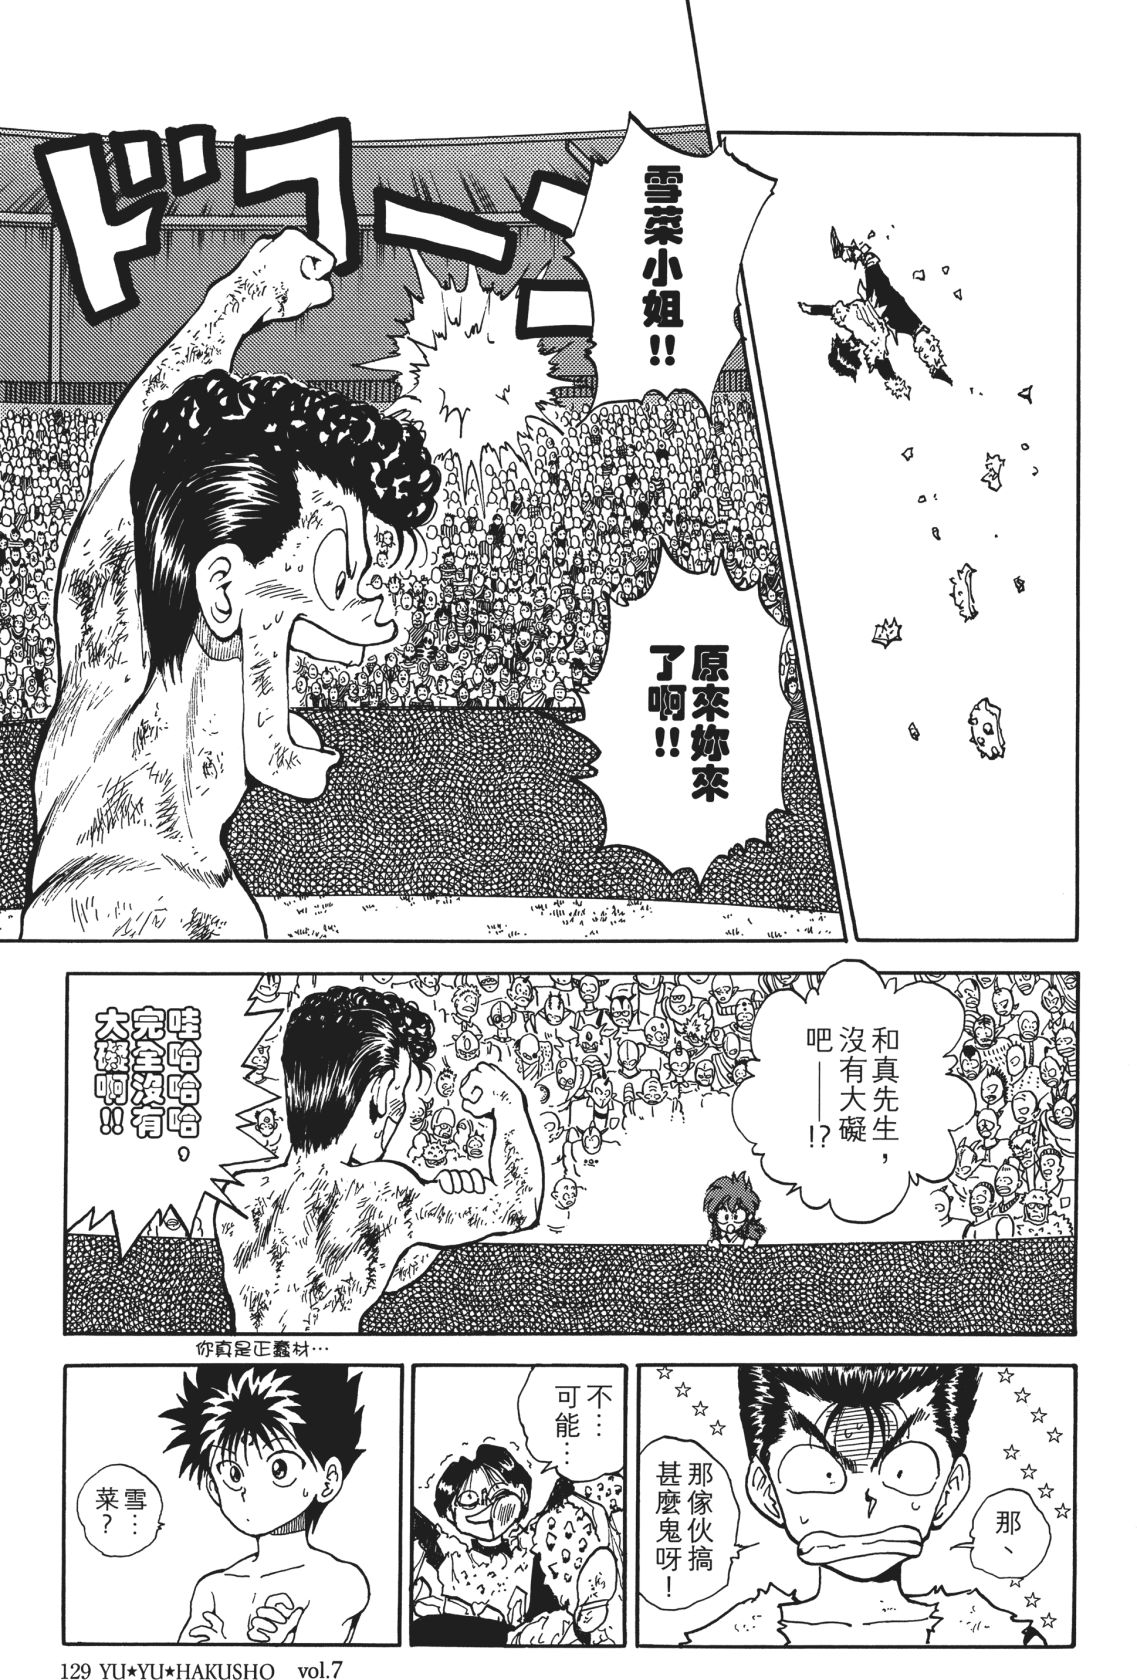 雪菜小姐!!
原來妳來
了啊!!
ドコーーン
和真先生，
沒有大礙
吧──!?
哇哈哈哈，
完全沒有
大礙啊!!
那、
那傢伙搞
甚麼鬼呀！
不…
可能…
你真是正蠢材…
雪…
菜？
129 YU★YU★HAKUSHO vol.7